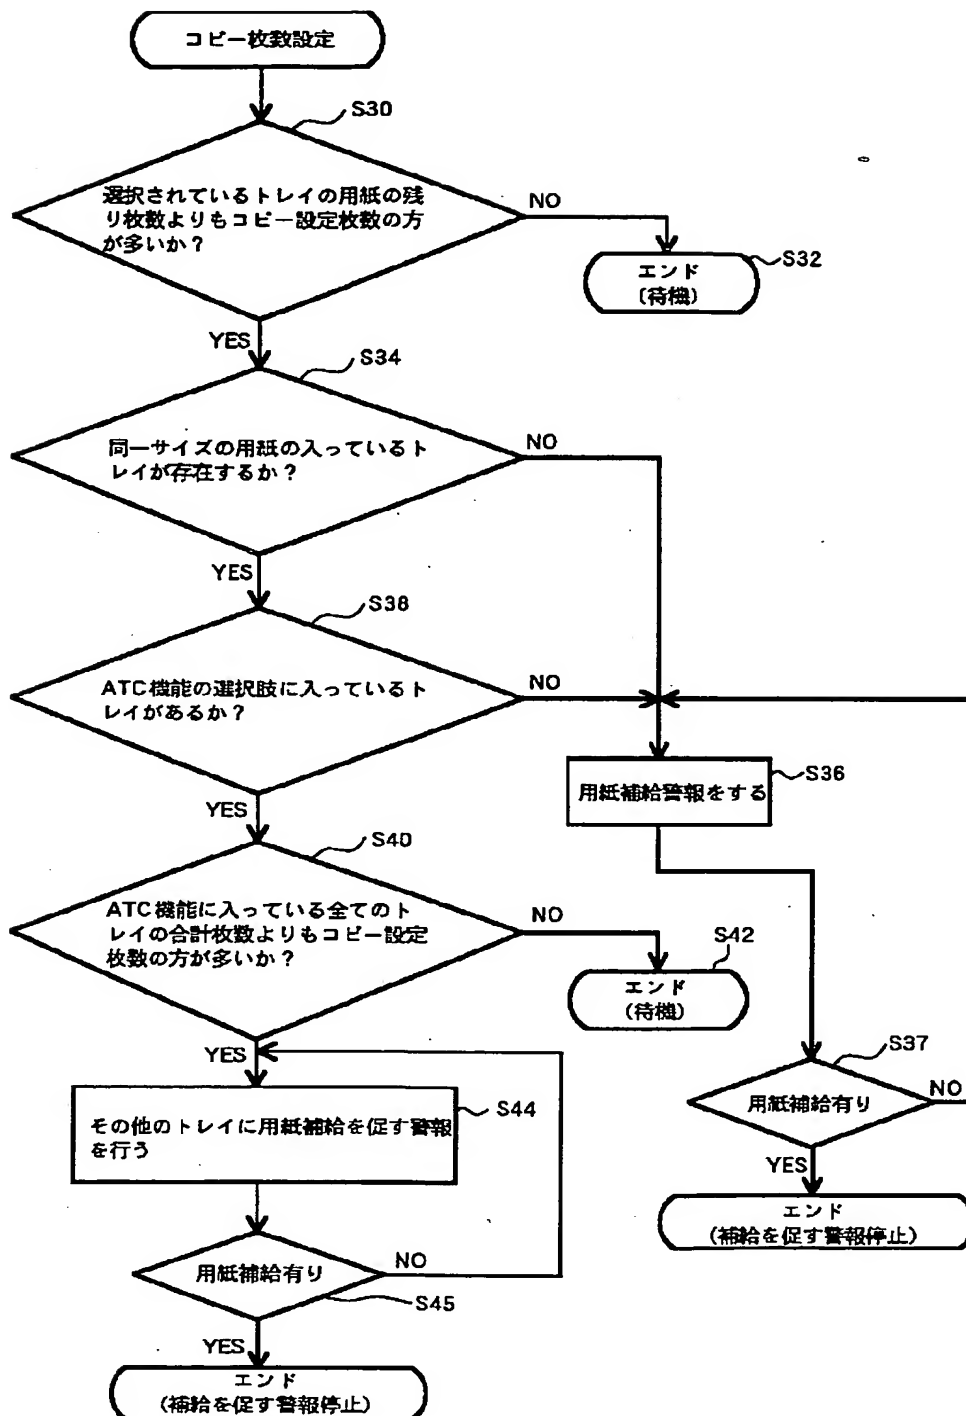 コピー枚数設定
S30
選択されているトレイの用紙の残
り枚数よりもコピー設定枚数の方
が多いか？
NO
S32
エンド
(待機)
YES
S34
同一サイズの用紙の入っているト
レイが存在するか？
NO
YES
S38
ATC機能の選択肢に入っているト
レイがあるか？
NO
S36
用紙補給警報をする
YES
S40
ATC機能に入っている全てのト
レイの合計枚数よりもコピー設定
枚数の方が多いか？
NO
S42
エンド
(待機)
S37
用紙補給有り
NO
YES
エンド
(補給を促す警報停止)
YES
S44
その他のトレイに用紙補給を促す警報
を行う
用紙補給有り
NO
S45
YES
エンド
(補給を促す警報停止)